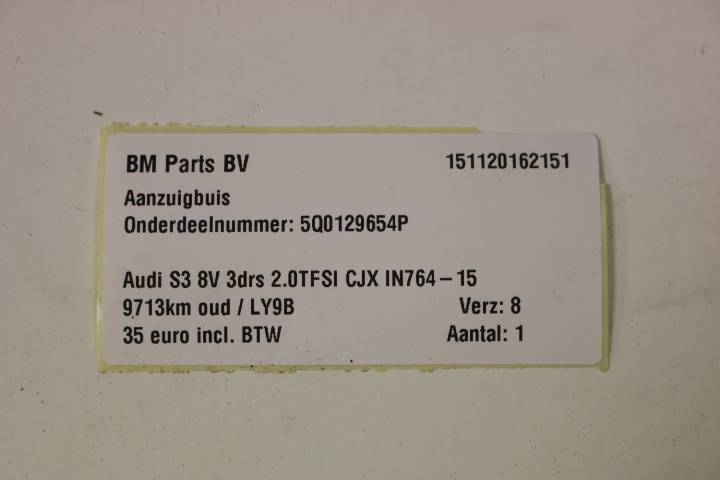 BM Parts BV 151120162151
Aanzuigbuis
Onderdeelnummer: 5Q0129654P
Audi S3 8V 3drs 2.0TFSI CJX IN764-15
9713km oud / LY9B Verz: 8
35 euro incl. BTW Aantal: 1